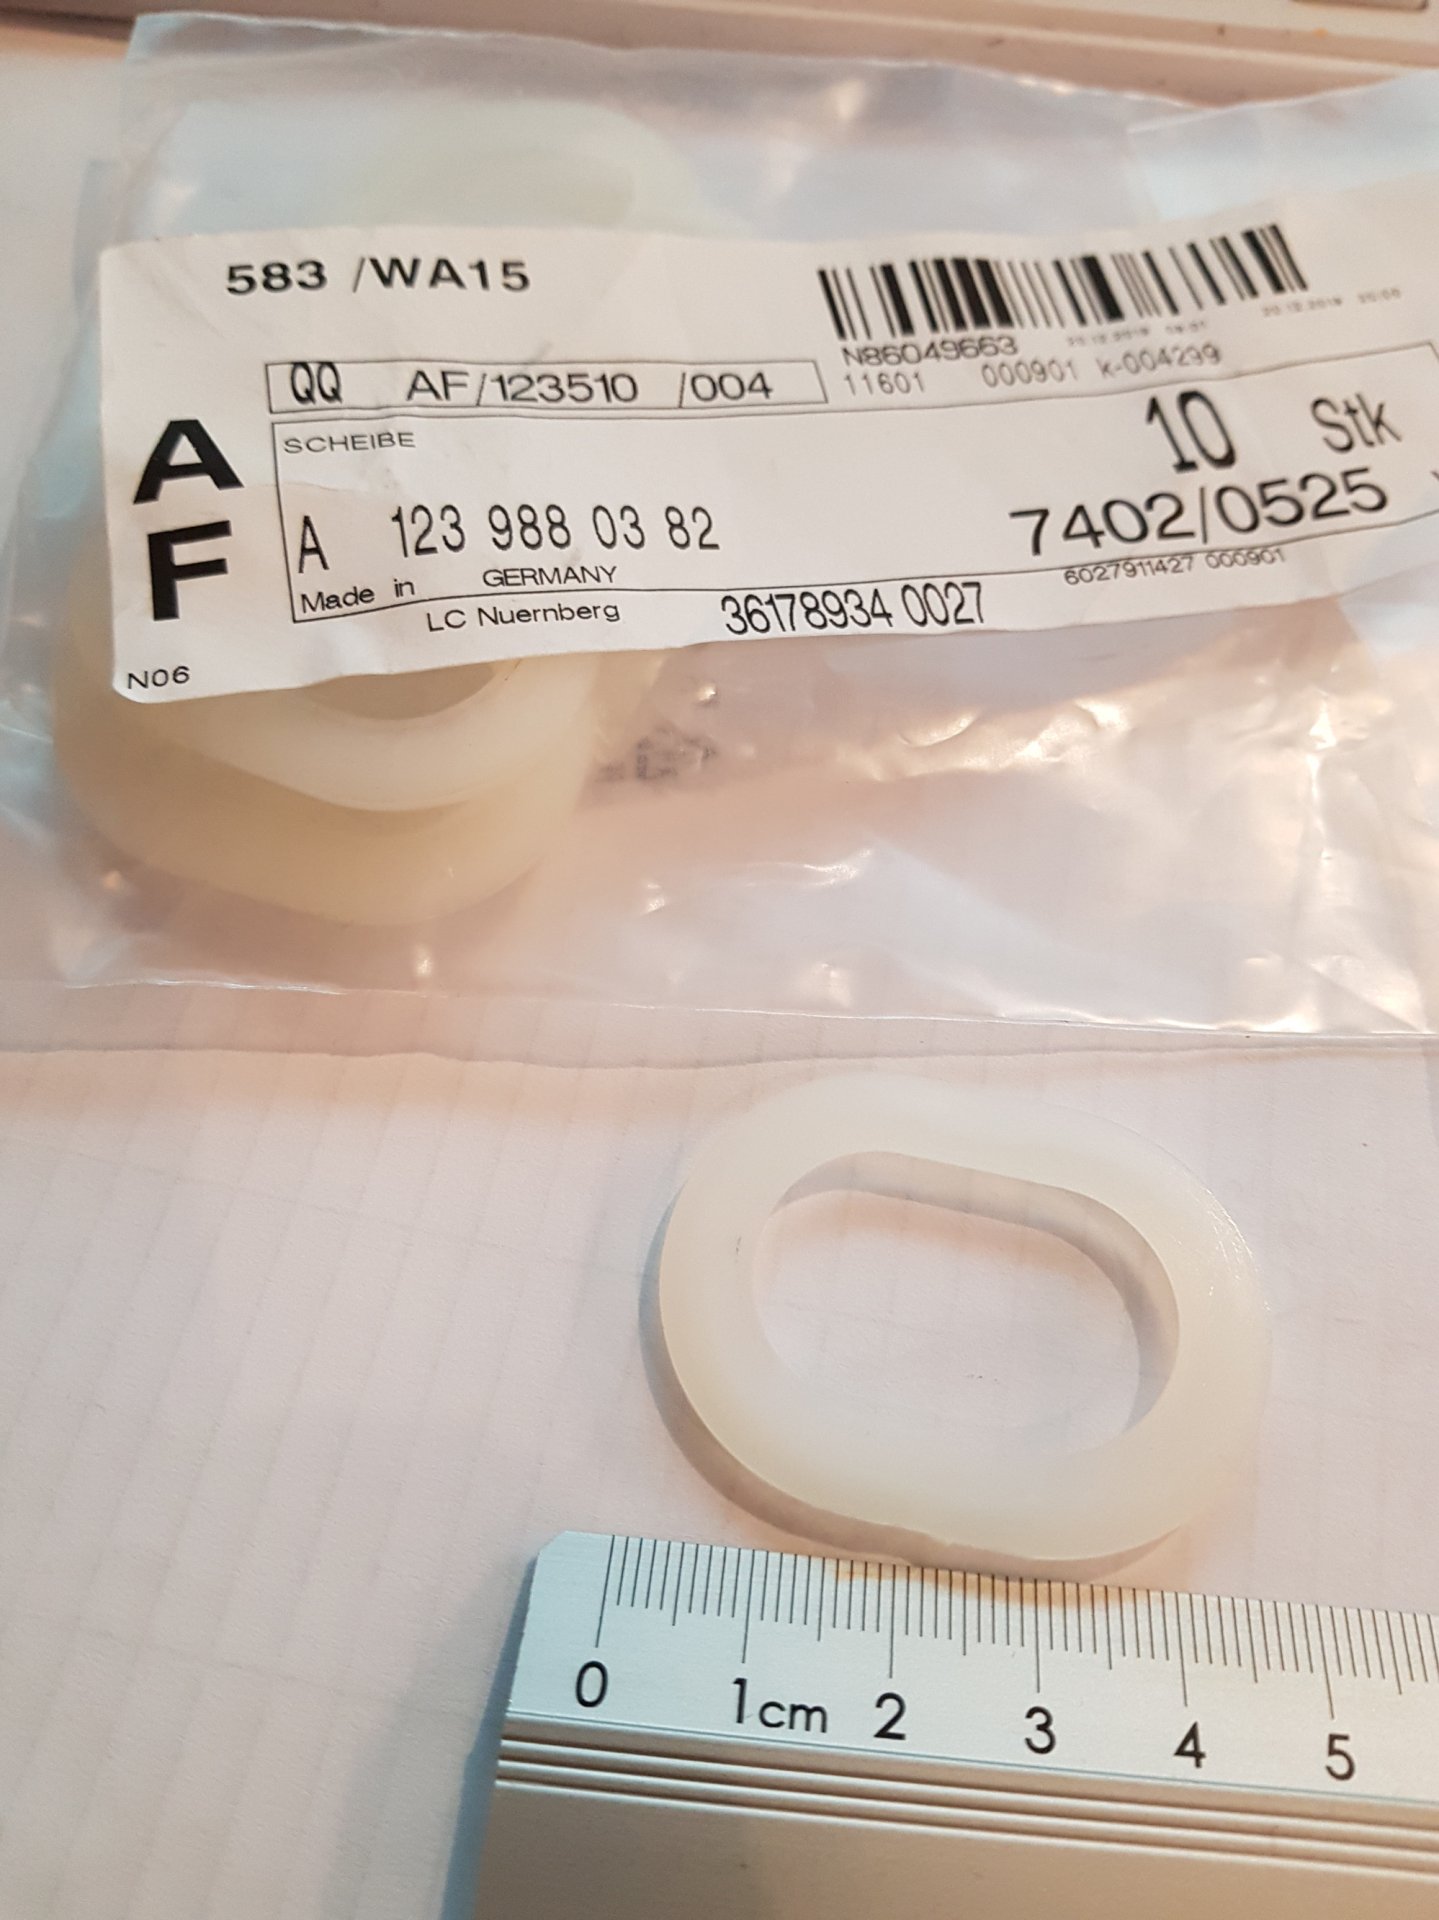 583 /WA15
N86049663
11601 000901 k-004299
QQ AF/123510 /004
A
F
SCHEIBE
10 Stk
A 123 988 03 82
7402/0525
Made in GERMANY
6027911427 000901
LC Nuernberg
36178934 0027
N06
0 1cm 2 3 4 5